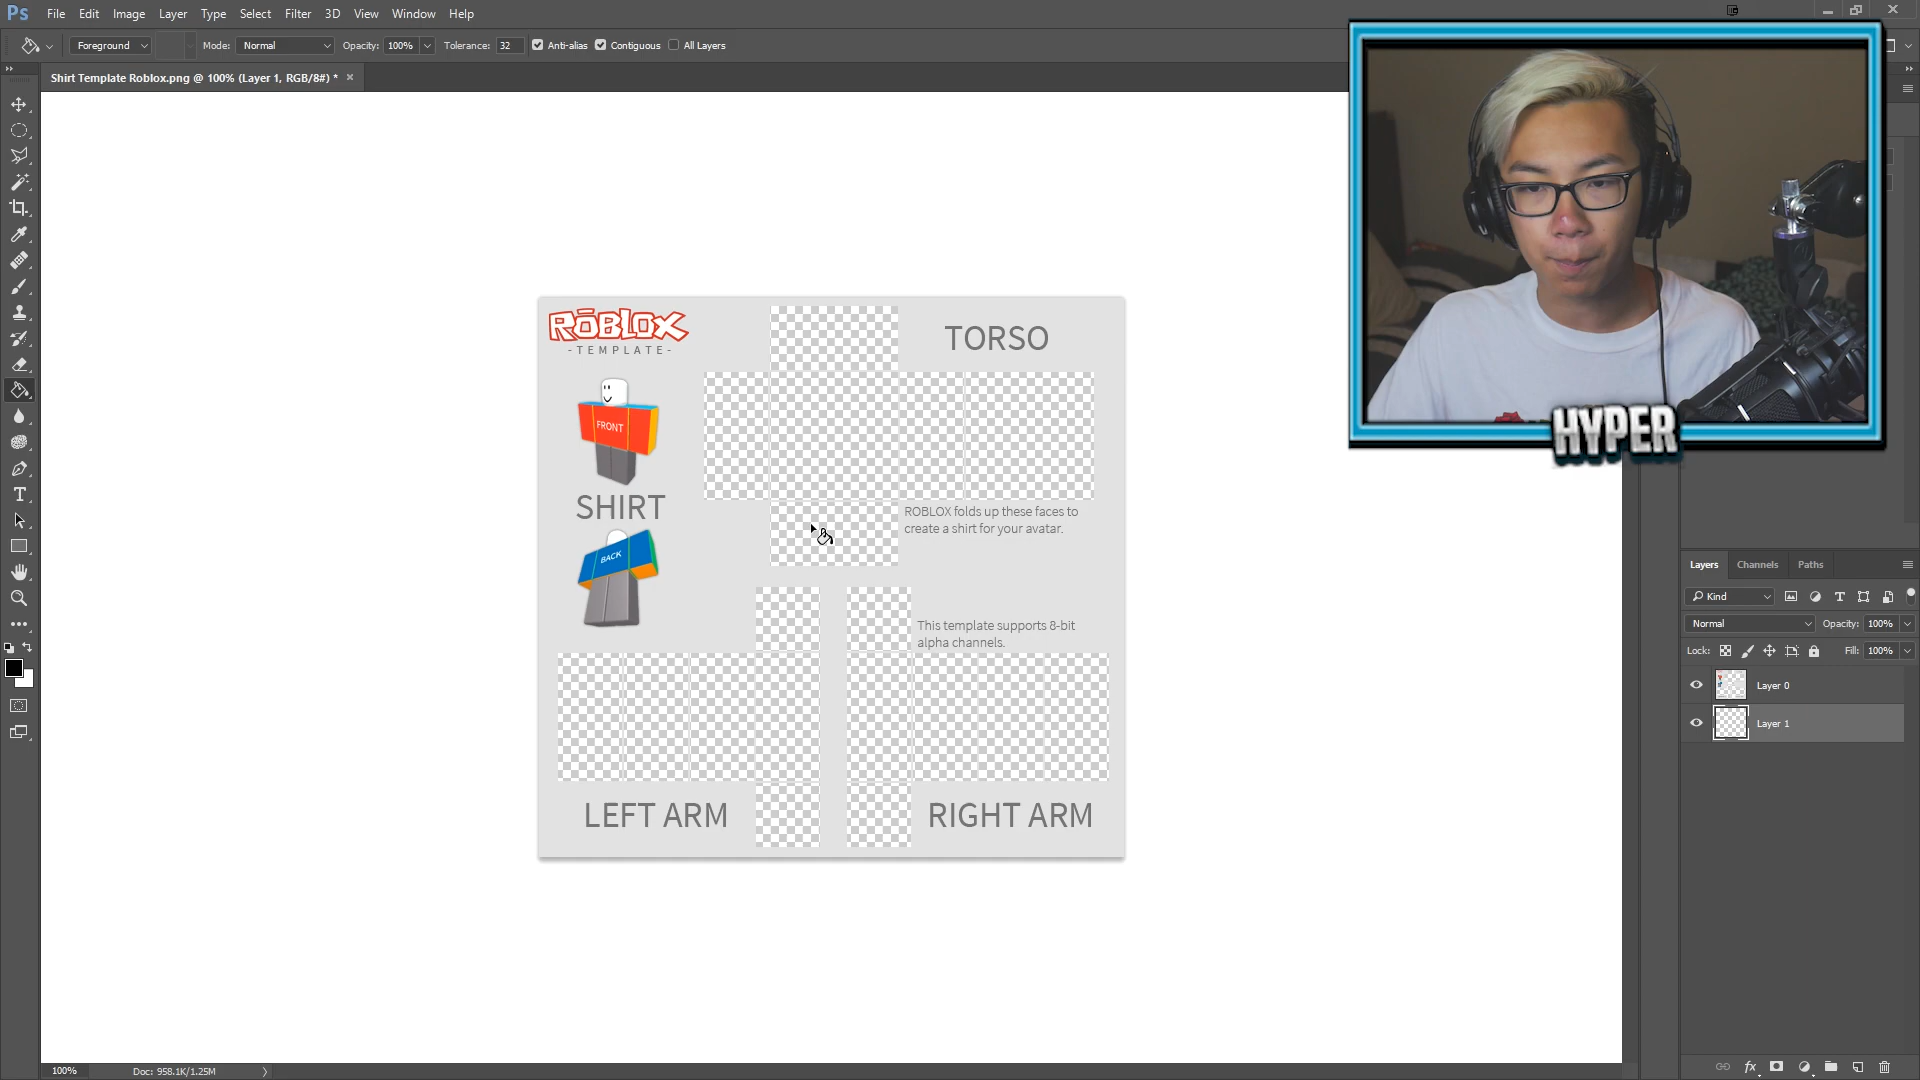 Ps File Edit Image Layer Type Select Filter 3D View Window Help
Foreground Mode: Normal Opacity: 100% Tolerance: 32 Anti-alias Contiguous All Layers
Shirt Template Roblox.png @ 100% (Layer 1, RGB/8#) *
ROBLOX
-TEMPLATE-
TORSO
FRONT
SHIRT
BACK
ROBLOX folds up these faces to
create a shirt for your avatar.
This template supports 8-bit
alpha channels.
LEFT ARM
RIGHT ARM
HYPER
Layers Channels Paths
Kind
Normal Opacity: 100%
Lock: Fill: 100%
Layer 0
Layer 1
fx
100% Doc: 958.1K/1.25M